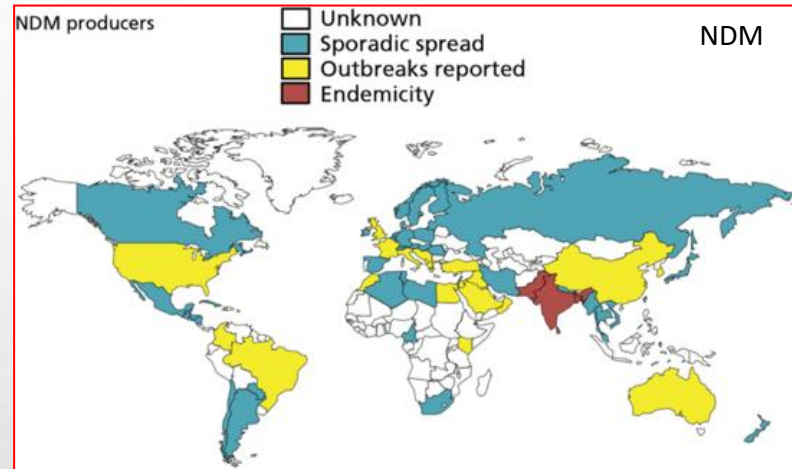 NDM producers
Unknown
Sporadic spread
Outbreaks reported
Endemicity
NDM